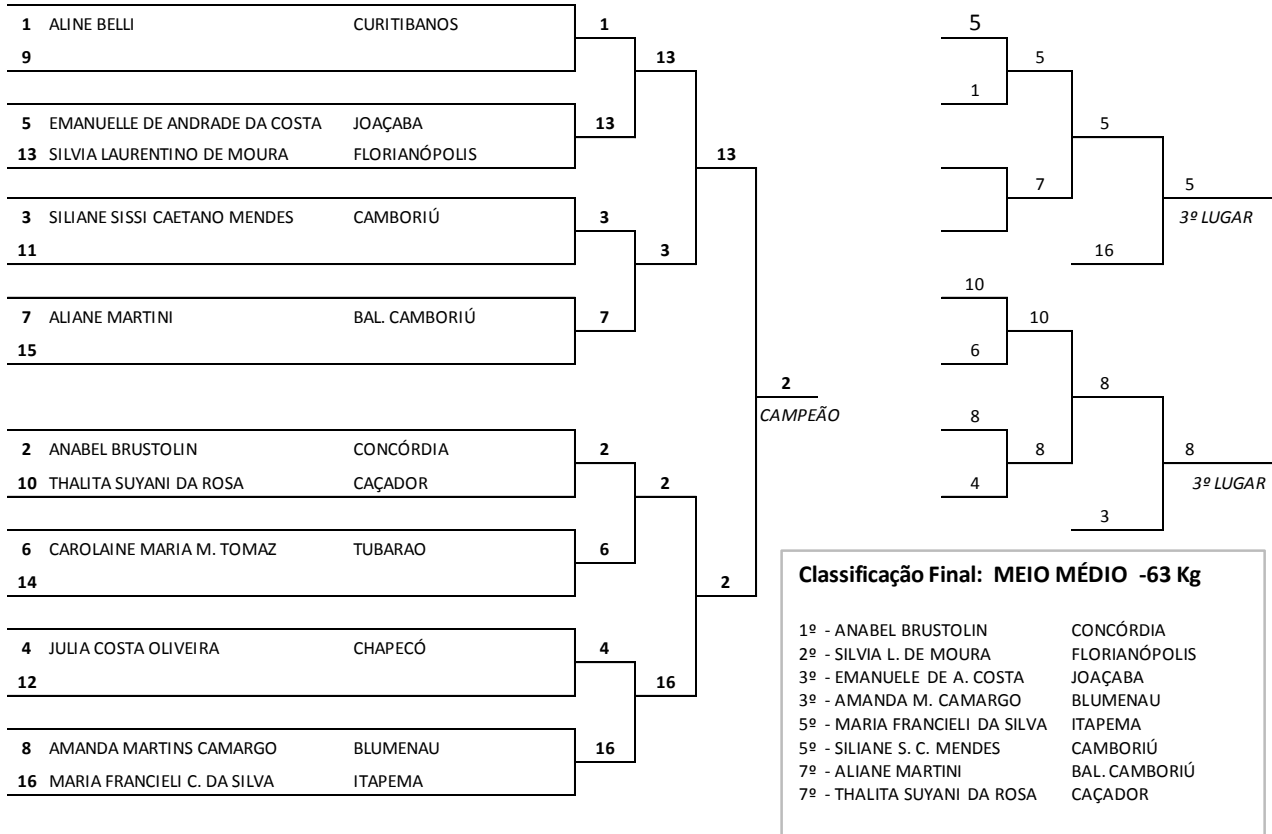 1 ALINE BELLI CURITIBANOS
9
5 EMANUELLE DE ANDRADE DA COSTA JOAÇABA
13 SILVIA LAURENTINO DE MOURA FLORIANÓPOLIS
3 SILIANE SISSI CAETANO MENDES CAMBORIÚ
11
7 ALIANE MARTINI BAL. CAMBORIÚ
15
2 ANABEL BRUSTOLIN CONCÓRDIA
10 THALITA SUYANI DA ROSA CAÇADOR
6 CAROLAINE MARIA M. TOMAZ TUBARAO
14
4 JULIA COSTA OLIVEIRA CHAPECÓ
12
8 AMANDA MARTINS CAMARGO BLUMENAU
16 MARIA FRANCIELI C. DA SILVA ITAPEMA
1
13
3
7
2
6
4
16
13
3
2
16
13
2
2
CAMPEÃO
5
1
5
7
5
16
5
3º LUGAR
10
6
10
8
4
8
8
3
8
3º LUGAR
Classificação Final: MEIO MÉDIO -63 Kg
1º - ANABEL BRUSTOLIN CONCÓRDIA
2º - SILVIA L. DE MOURA FLORIANÓPOLIS
3º - EMANUELE DE A. COSTA JOAÇABA
3º - AMANDA M. CAMARGO BLUMENAU
5º - MARIA FRANCIELI DA SILVA ITAPEMA
5º - SILIANE S. C. MENDES CAMBORIÚ
7º - ALIANE MARTINI BAL. CAMBORIÚ
7º - THALITA SUYANI DA ROSA CAÇADOR